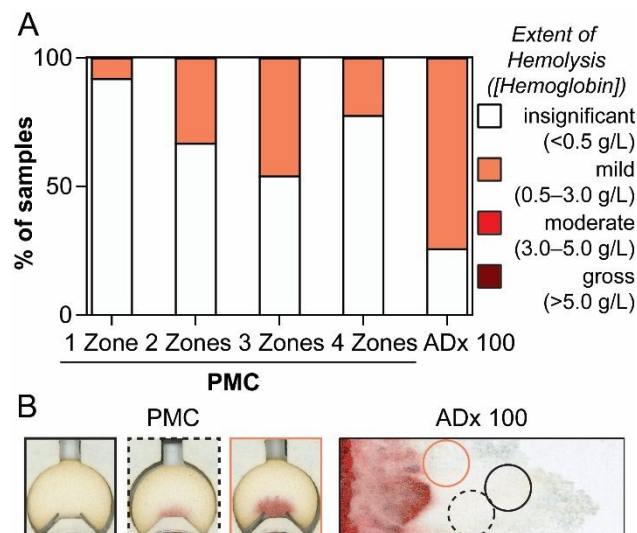 A
Extent of
Hemolysis
([Hemoglobin])
insignificant
(<0.5 g/L)
mild
(0.5–3.0 g/L)
moderate
(3.0–5.0 g/L)
gross
(>5.0 g/L)
% of samples
100
50
0
1 Zone 2 Zones 3 Zones 4 Zones ADx 100
PMC
B
PMC ADx 100